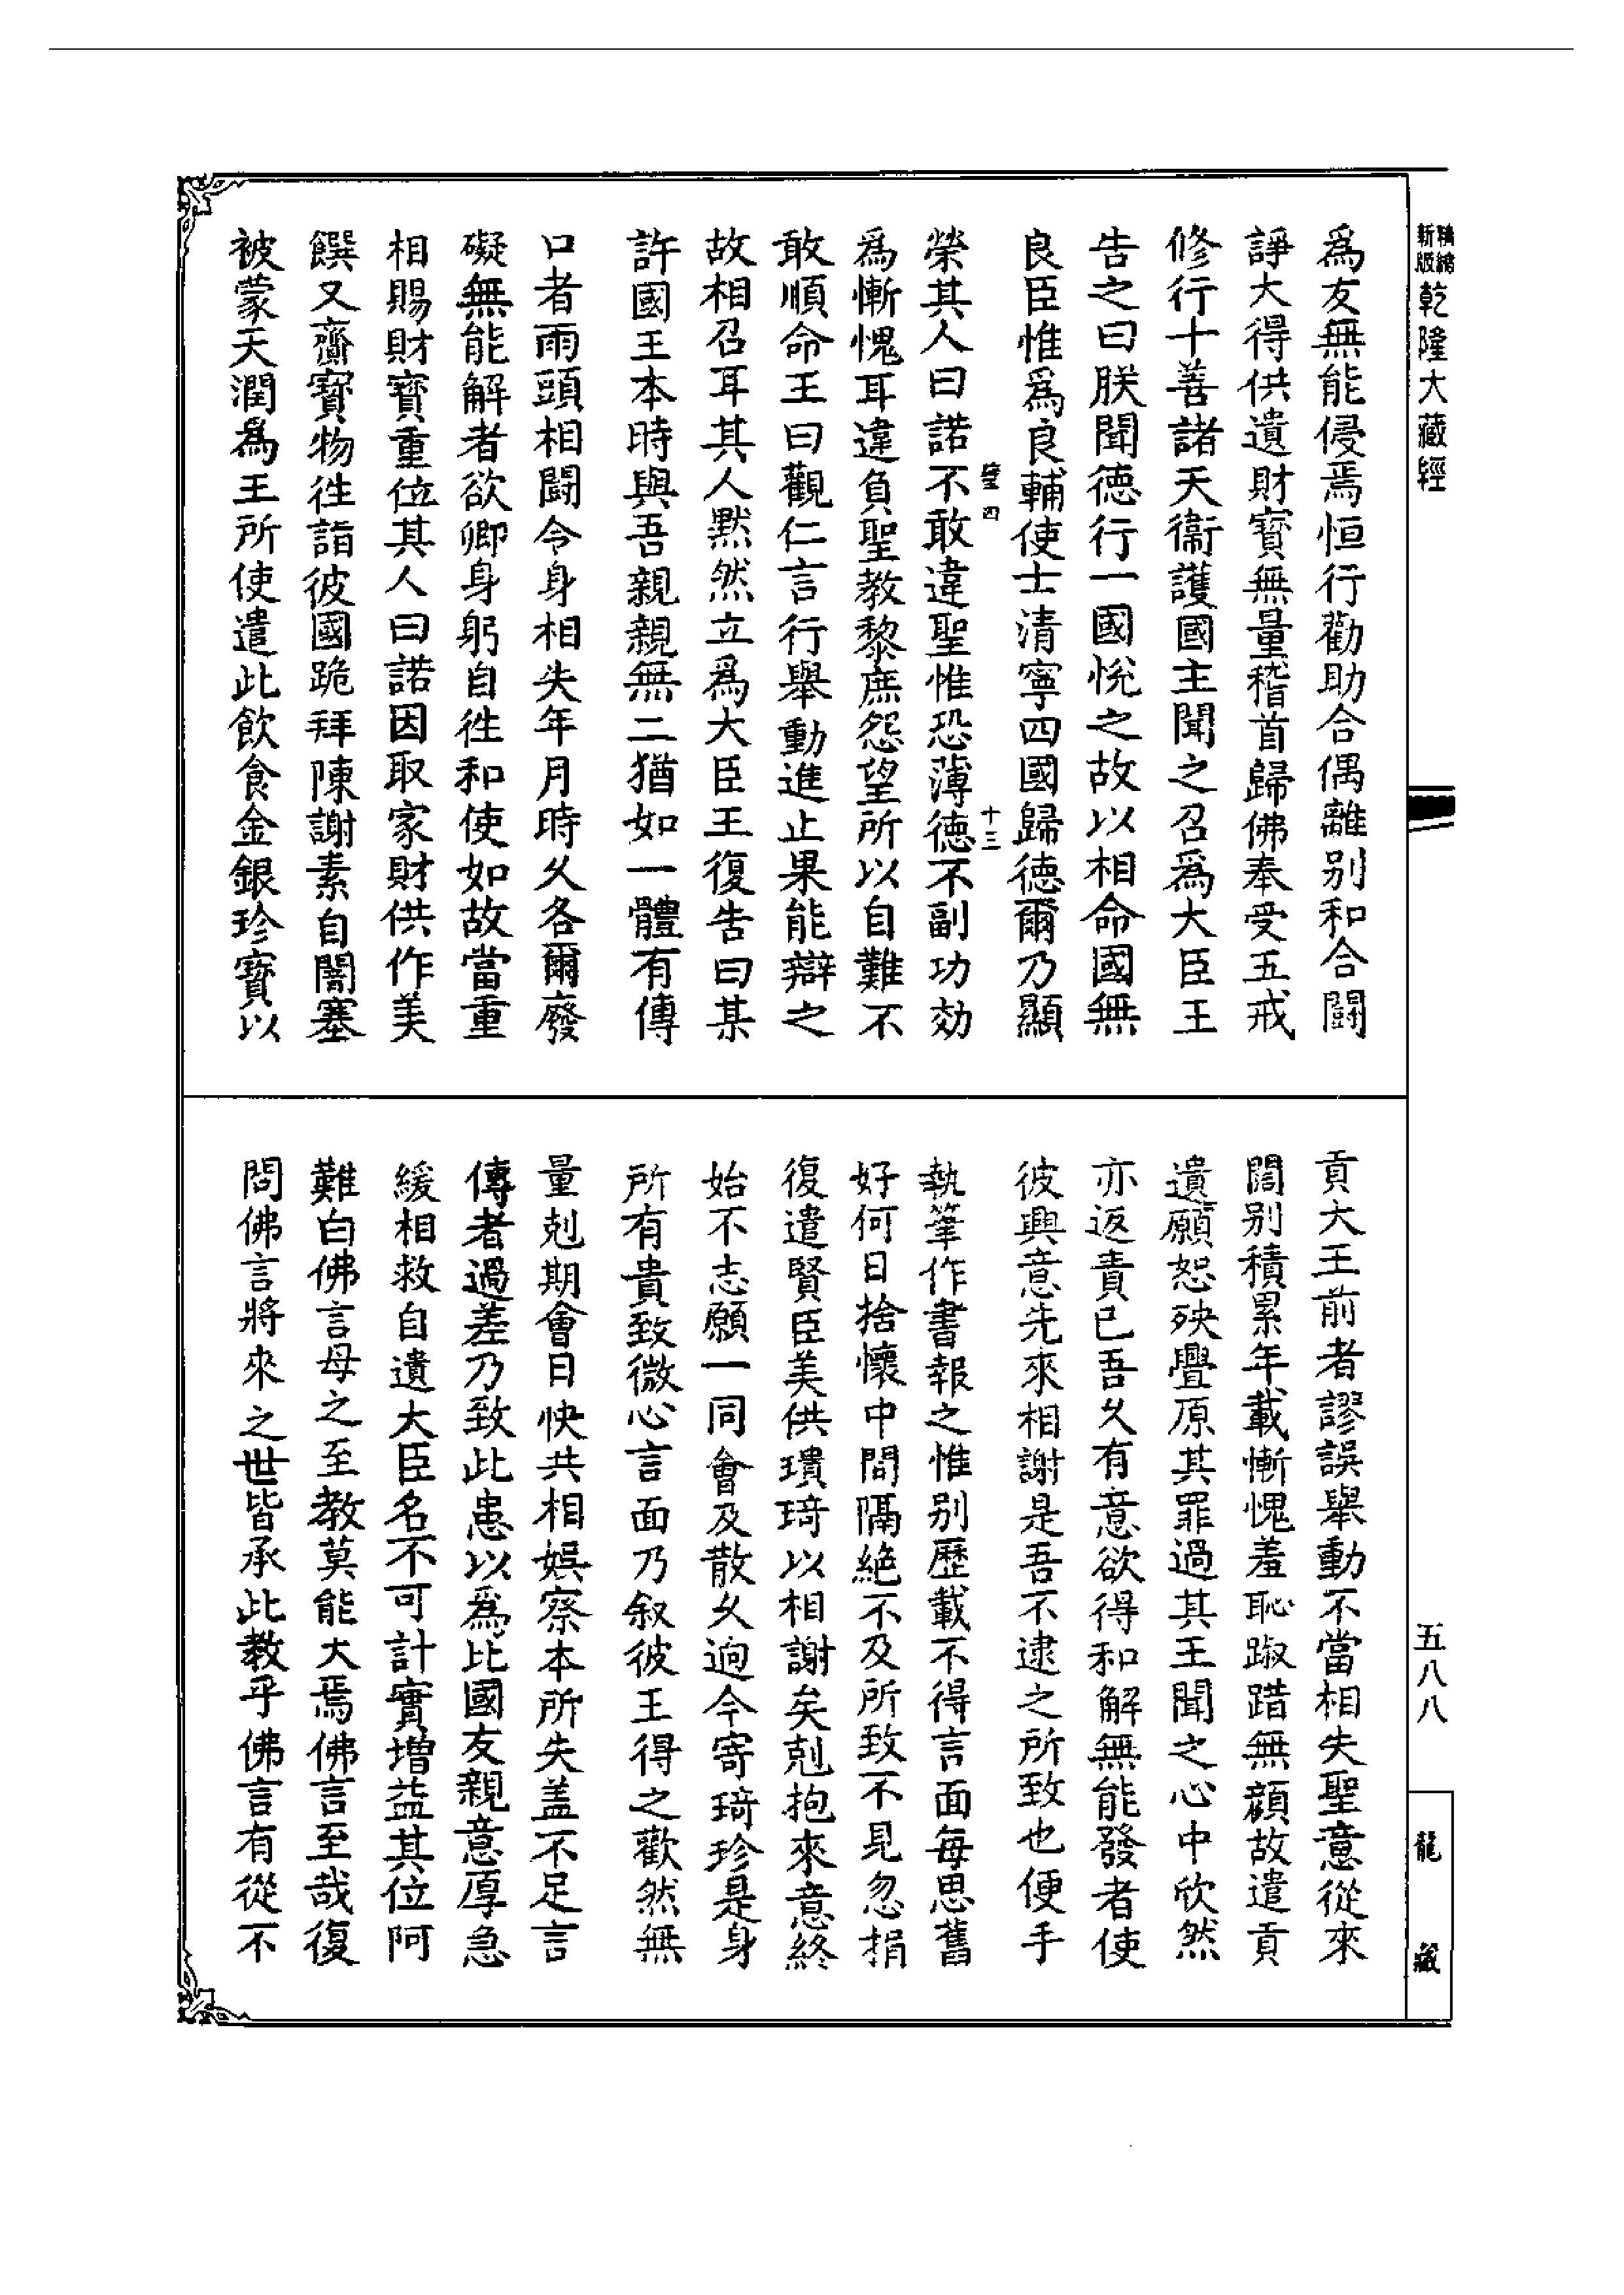 精縮
新版
乾隆大藏經
五八八
龍藏
為友無能侵焉恒行勸助合偶離別和合鬪
諍大得供遺財寶無量稽首歸佛奉受五戒
修行十善諸天衞護國主聞之召為大臣王
告之曰朕聞德行一國悅之故以相命國無
良臣惟為良輔使士清寧四國歸德爾乃顯
璧四
十三
榮其人曰諾不敢違聖惟恐薄德不副功効
為慚愧耳違負聖教黎庶怨望所以自難不
敢順命王曰觀仁言行舉動進止果能辯之
故相召耳其人默然立為大臣王復告曰某
許國王本時與吾親親無二猶如一體有傳
口者兩頭相鬪令身相失年月時久各爾廢
礙無能解者欲卿身躬自往和使如故當重
相賜財寶重位其人曰諾因取家財供作美
饌又齎寶物往詣彼國跪拜陳謝素自闇塞
被蒙天潤為王所使遣此飲食金銀珍寶以
貢大王前者謬誤舉動不當相失聖意從來
闊別積累年載慚愧羞恥踧踖無顏故遣貢
遺願恕殃舋原其罪過其王聞之心中欣然
亦返責已吾久有意欲得和解無能發者使
彼興意先來相謝是吾不逮之所致也便手
執筆作書報之惟別歷載不得言面每思舊
好何日捨懷中間隔絕不及所致不見忽捐
復遣賢臣美供瓌琦以相謝矣剋抱來意終
始不志願一同會及散久逈今寄琦珍是身
所有貴致微心言面乃叙彼王得之歡然無
量剋期會日快共相娛察本所失盖不足言
傳者過差乃致此患以為比國友親意厚急
緩相救自遺大臣名不可計實增益其位阿
難白佛言母之至教莫能大焉佛言至哉復
問佛言將來之世皆承此教乎佛言有從不